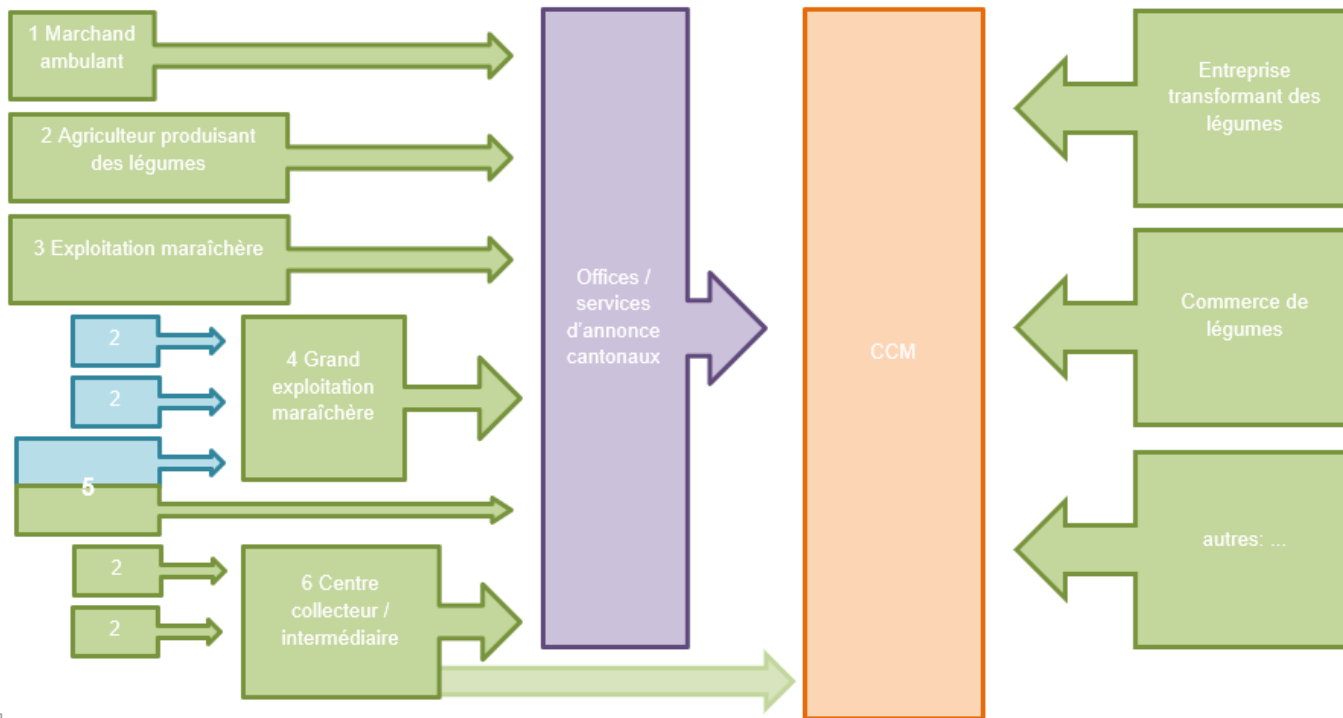 1 Marchand
ambulant
2 Agriculteur produisant
des légumes
3 Exploitation maraîchère
2
2
5
2
2
4 Grand
exploitation
maraîchère
6 Centre
collecteur /
intermédiaire
Offices /
services
d'annonce
cantonaux
CCM
Entreprise
transformant des
légumes
Commerce de
légumes
autres: ...